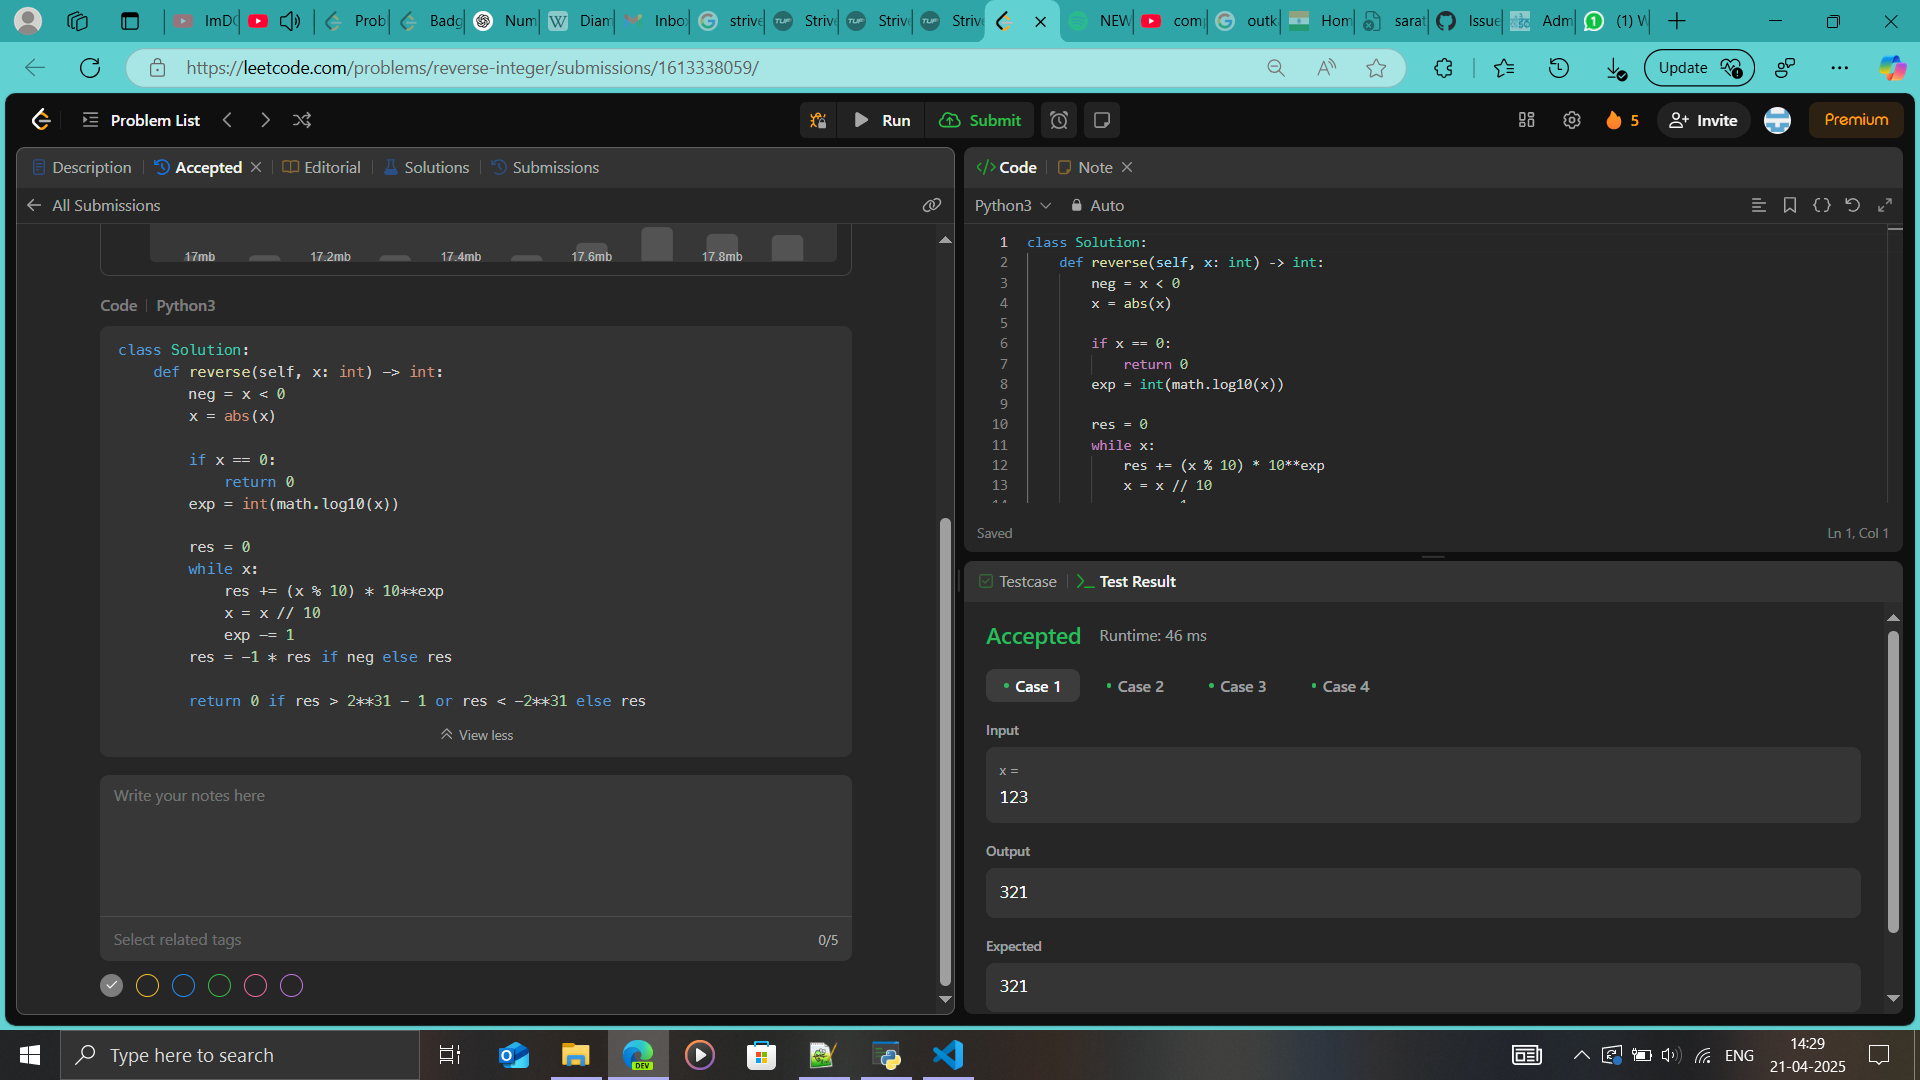 ImDC
Prob
Badg
Num
Diam
Inbo
strive
Strive
Strive
Strive
NEW
com
outk
Hom
sarat
Issue
Adm
(1) W
https://leetcode.com/problems/reverse-integer/submissions/1613338059/
Update
Problem List
Run
Submit
5
Invite
Premium
Description
Accepted
Editorial
Solutions
Submissions
All Submissions
17mb
17.2mb
17.4mb
17.6mb
17.8mb
Code
Python3
class Solution:
def reverse(self, x: int) -> int:
neg = x < 0
x = abs(x)
if x == 0:
return 0
exp = int(math.log10(x))
res = 0
while x:
res += (x % 10) * 10**exp
x = x // 10
exp -= 1
res = -1 * res if neg else res
return 0 if res > 2**31 - 1 or res < -2**31 else res
View less
Write your notes here
Select related tags
0/5
Code
Note
Python3
Auto
1 class Solution:
2 def reverse(self, x: int) -> int:
3 neg = x < 0
4 x = abs(x)
5
6 if x == 0:
7 return 0
8 exp = int(math.log10(x))
9
10 res = 0
11 while x:
12 res += (x % 10) * 10**exp
13 x = x // 10
Saved
Ln 1, Col 1
Testcase
Test Result
Accepted
Runtime: 46 ms
Case 1
Case 2
Case 3
Case 4
Input
x =
123
Output
321
Expected
321
Type here to search
DEV
ENG
14:29
21-04-2025